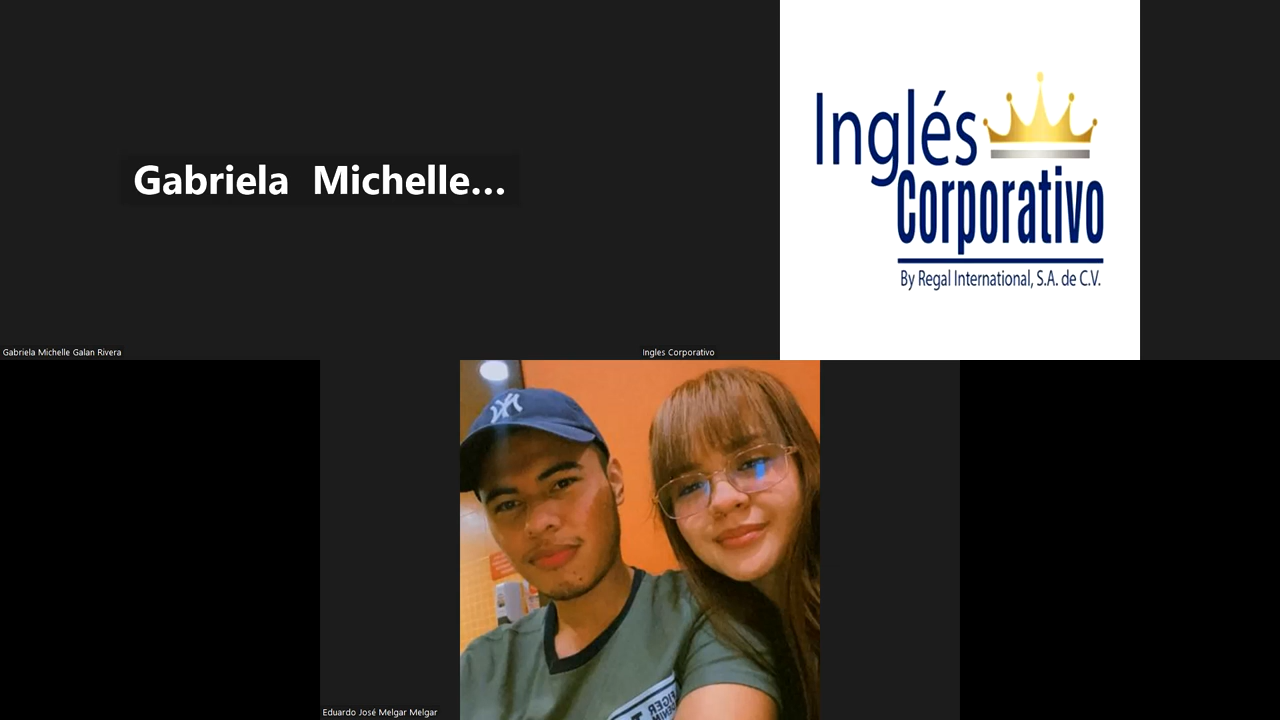 Gabriela Michelle...
Inglés
Corporativo
By Regal International, S.A. de C.V.
Gabriela Michelle Galan Rivera
Ingles Corporativo
NY
Eduardo José Melgar Melgar